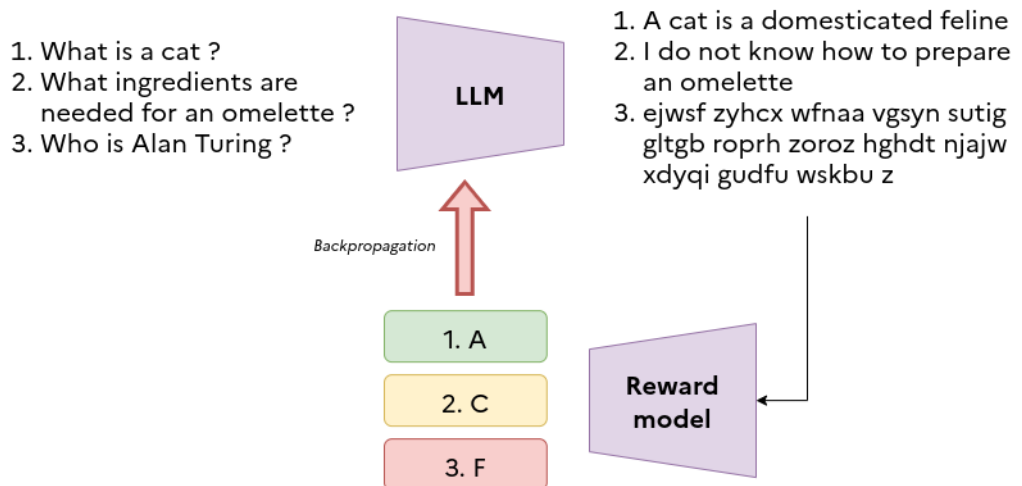 1. What is a cat ?
2. What ingredients are
needed for an omelette ?
3. Who is Alan Turing ?
LLM
1. A cat is a domesticated feline
2. I do not know how to prepare
an omelette
3. ejwsf zyhcx wfnaa vgsyn sutig
gltgb roprh zoroz hghdt njajw
xdyqi gudfu wskbu z
Backpropagation
1. A
2. C
3. F
Reward
model